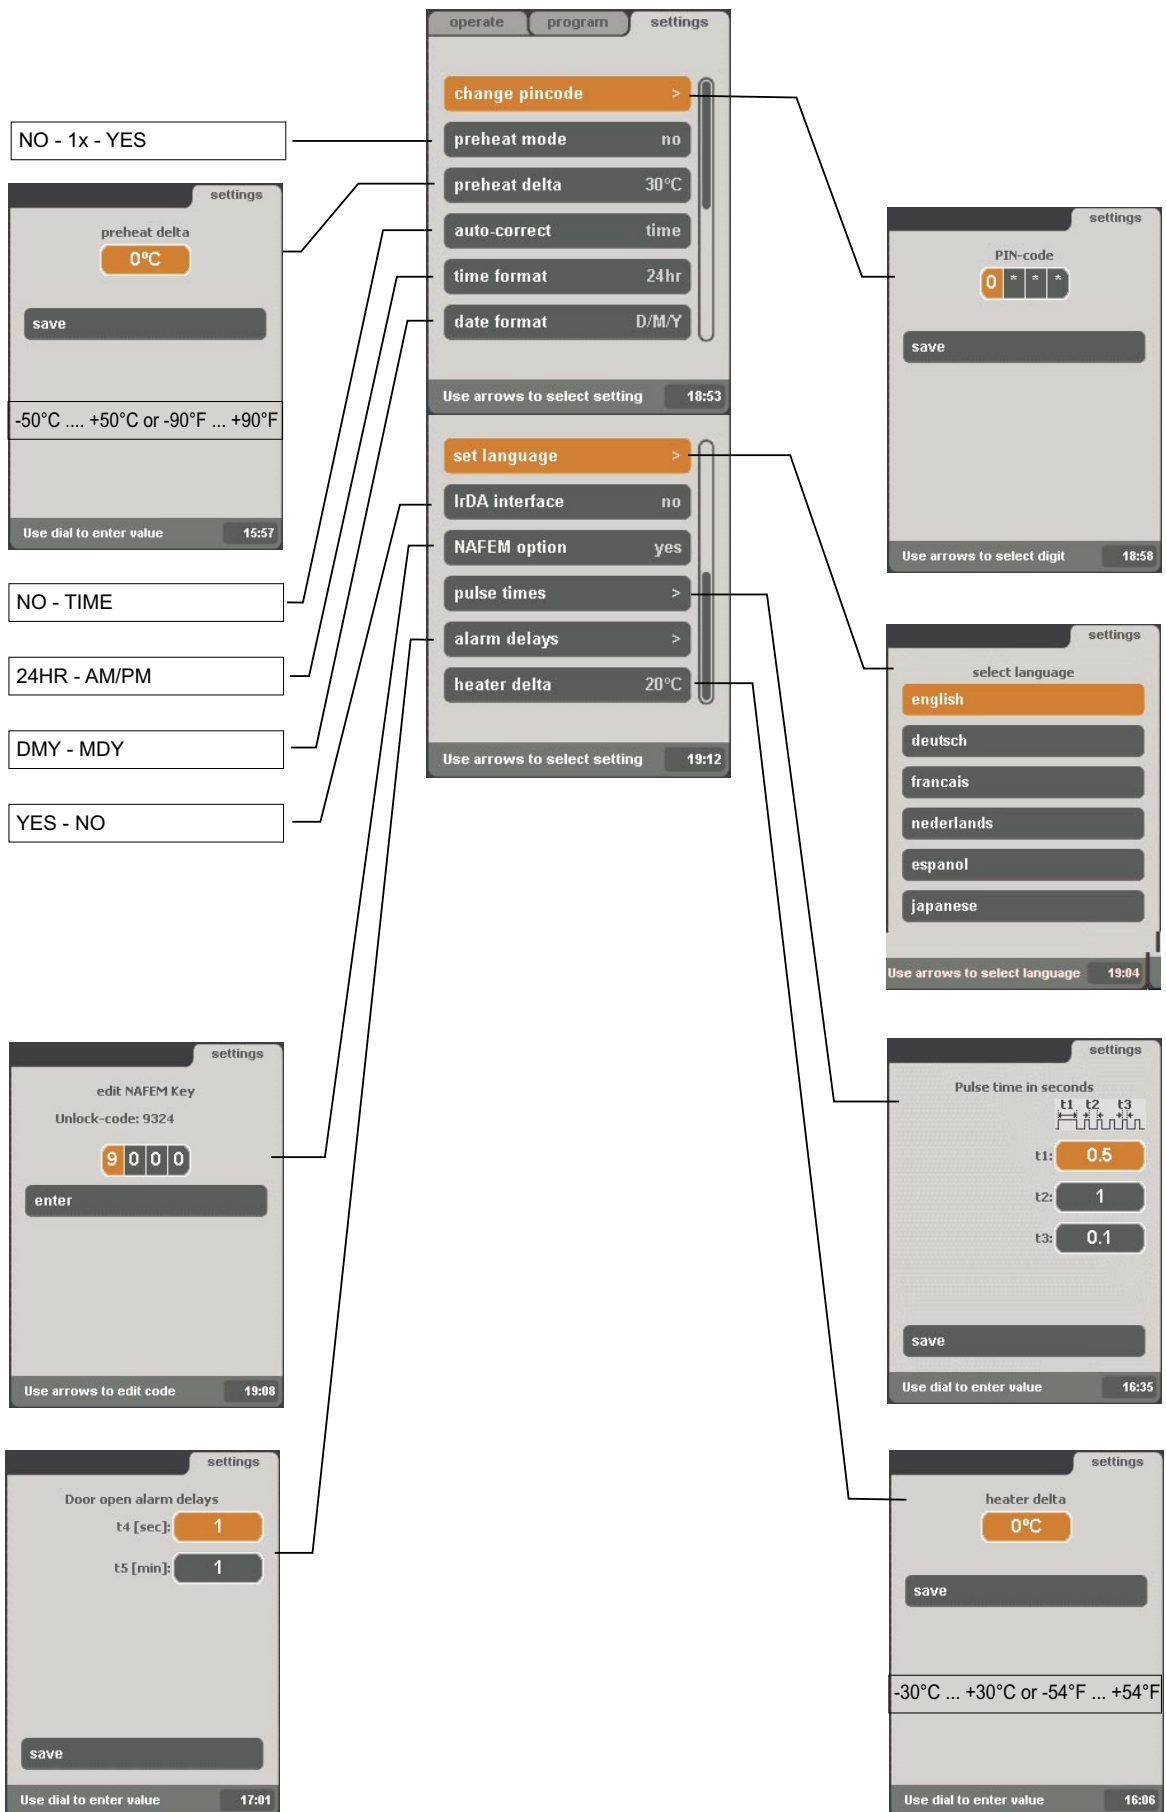 operate program settings
change pincode >
preheat mode no
preheat delta 30°C
auto-correct time
time format 24hr
date format D/M/Y
Use arrows to select setting 18:53
set language >
IrDA interface no
NAFEM option yes
pulse times >
alarm delays >
heater delta 20°C
Use arrows to select setting 19:12
NO - 1x - YES
settings
preheat delta
0°C
save
-50°C .... +50°C or -90°F ... +90°F
Use dial to enter value 15:57
NO - TIME
24HR - AM/PM
DMY - MDY
YES - NO
settings
edit NAFEM Key
Unlock-code: 9324
9 0 0 0
enter
Use arrows to edit code 19:08
settings
Door open alarm delays
t4 [sec]: 1
t5 [min]: 1
save
Use dial to enter value 17:01
settings
PIN-code
0 * * *
save
Use arrows to select digit 18:58
settings
select language
english
deutsch
francais
nederlands
espanol
japanese
Use arrows to select language 19:04
settings
Pulse time in seconds
t1 t2 t3
t1: 0.5
t2: 1
t3: 0.1
save
Use dial to enter value 16:35
settings
heater delta
0°C
save
-30°C ... +30°C or -54°F ... +54°F
Use dial to enter value 16:06